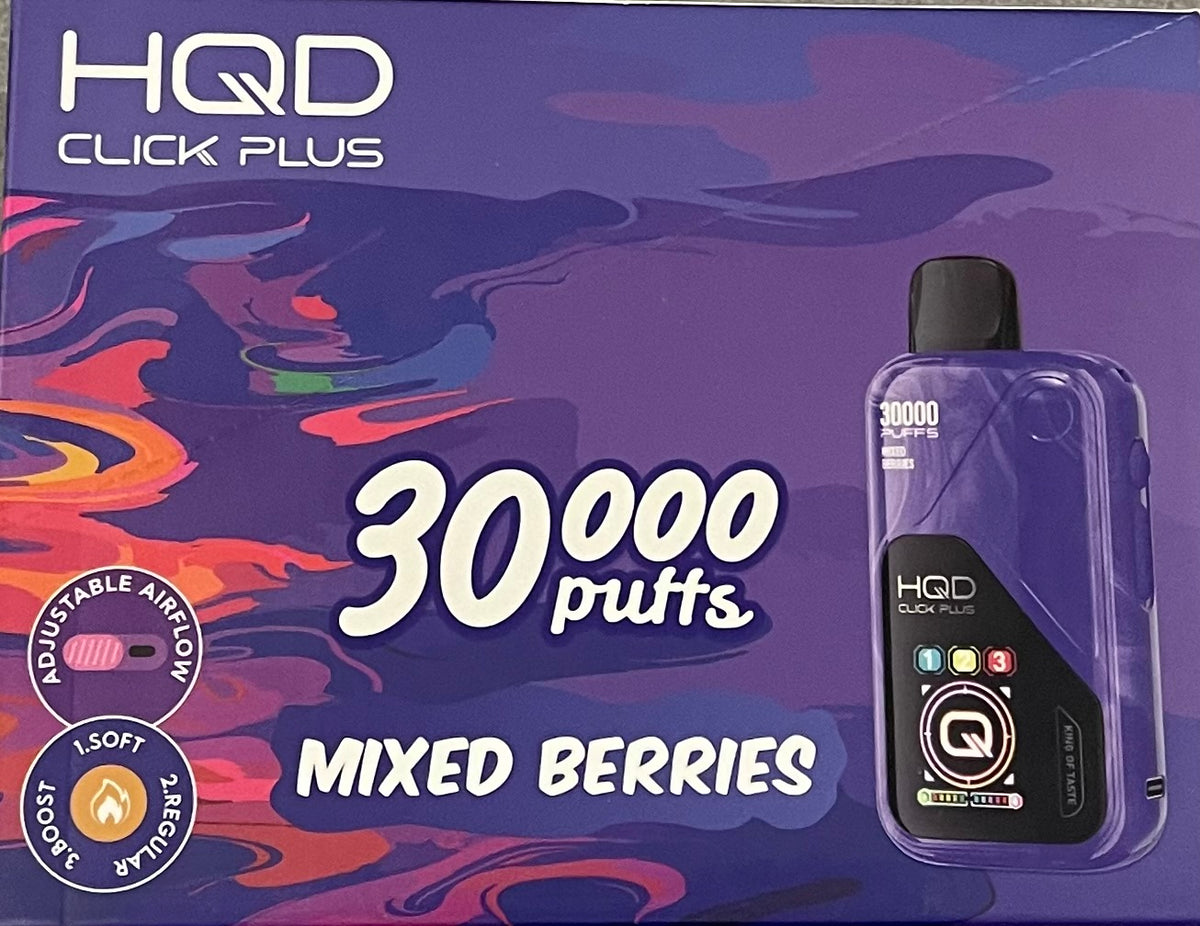 HQD
CLICK PLUS
30000
PUFFS
MIXED
BERRIES
30000
puffs
HQD
CLICK PLUS
ADJUSTABLE AIRFLOW
1 2 3
Q
KING OF TASTE
1.SOFT
2.REGULAR
3.BOOST
MIXED BERRIES